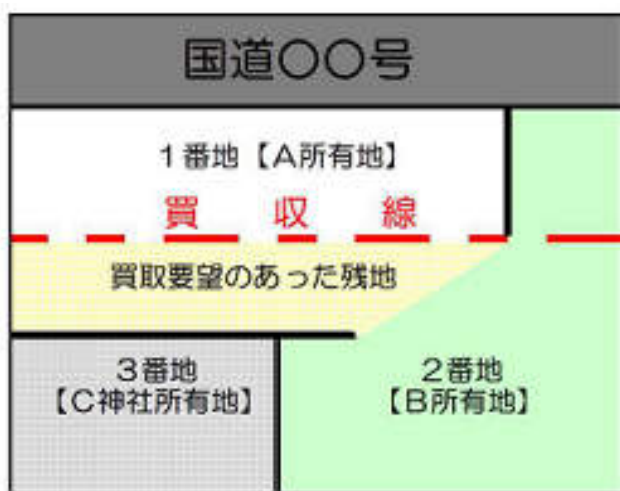 国道〇〇号
1番地【A所有地】
買収線
買取要望のあった残地
3番地
【C神社所有地】
2番地
【B所有地】